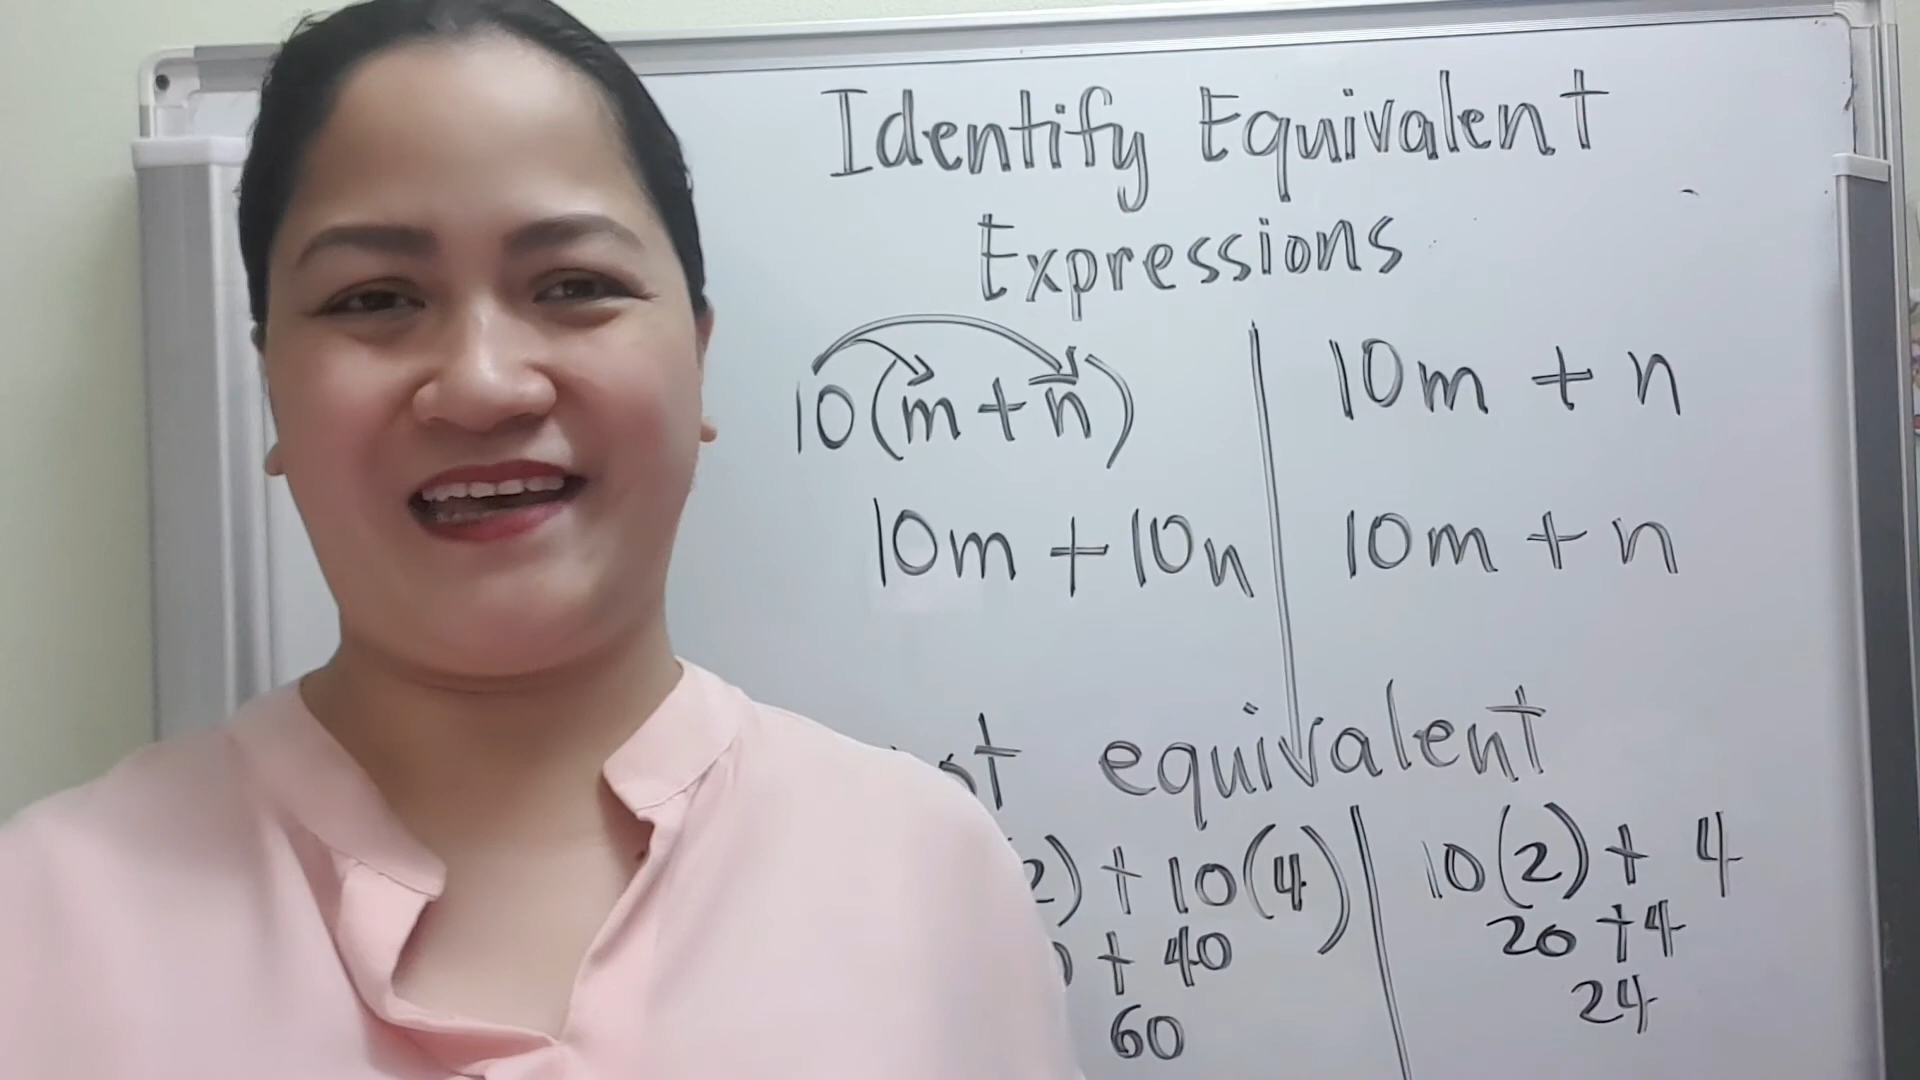 Identify Equivalent
Expressions
10(m+n) 10m + n
10m + 10n 10m + n
equivalent
2) + 10(4) 10(2) + 4
+ 40 20 + 4
60 24